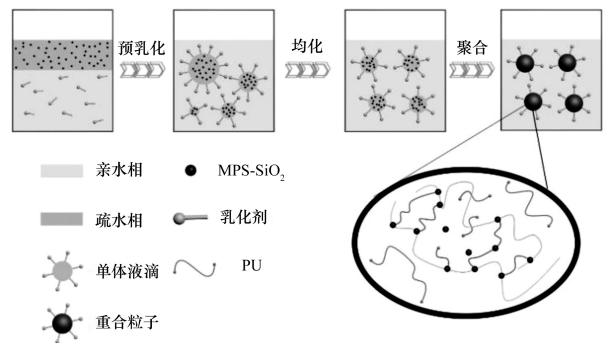 预乳化
均化
聚合
亲水相
MPS-SiO₂
疏水相
乳化剂
单体液滴
PU
重合粒子